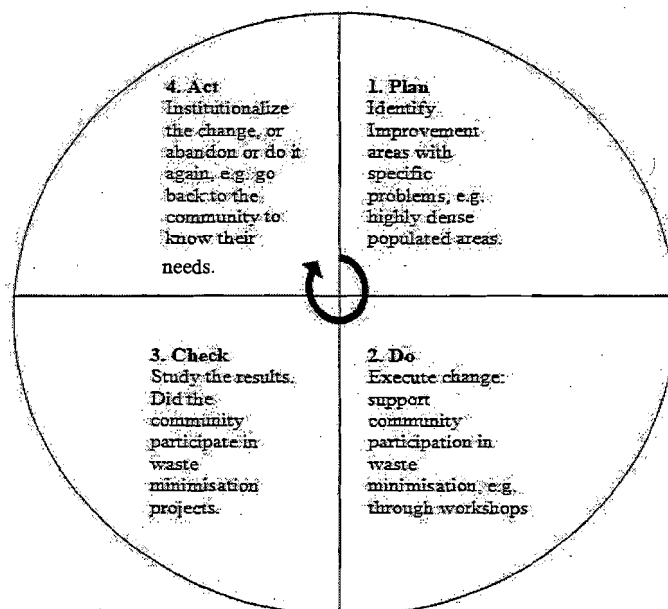 4. Act
Institutionalize
the change, or
abandon or do it
again, e.g. go
back to the
community to
know their
needs.
1. Plan
Identify
Improvement
areas with
specific
problems, e.g.
highly dense
populated areas.
3. Check
Study the results.
Did the
community
participate in
waste
minimisation
projects.
2. Do
Execute change:
support
community
participation in
waste
minimisation, e.g.
through workshops